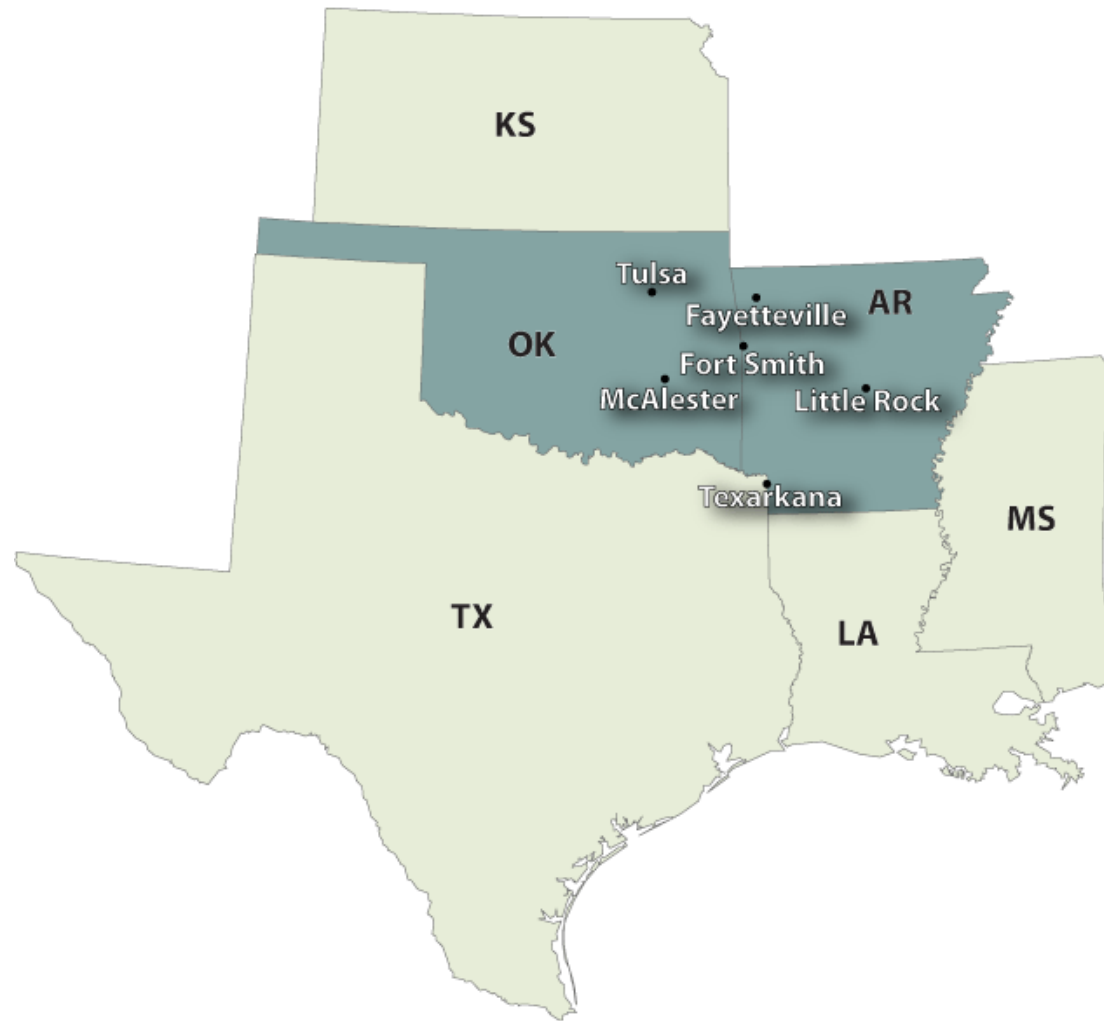 KS
Tulsa
AR
Fayetteville
OK
Fort Smith
McAlester
Little Rock
Texarkana
MS
TX
LA